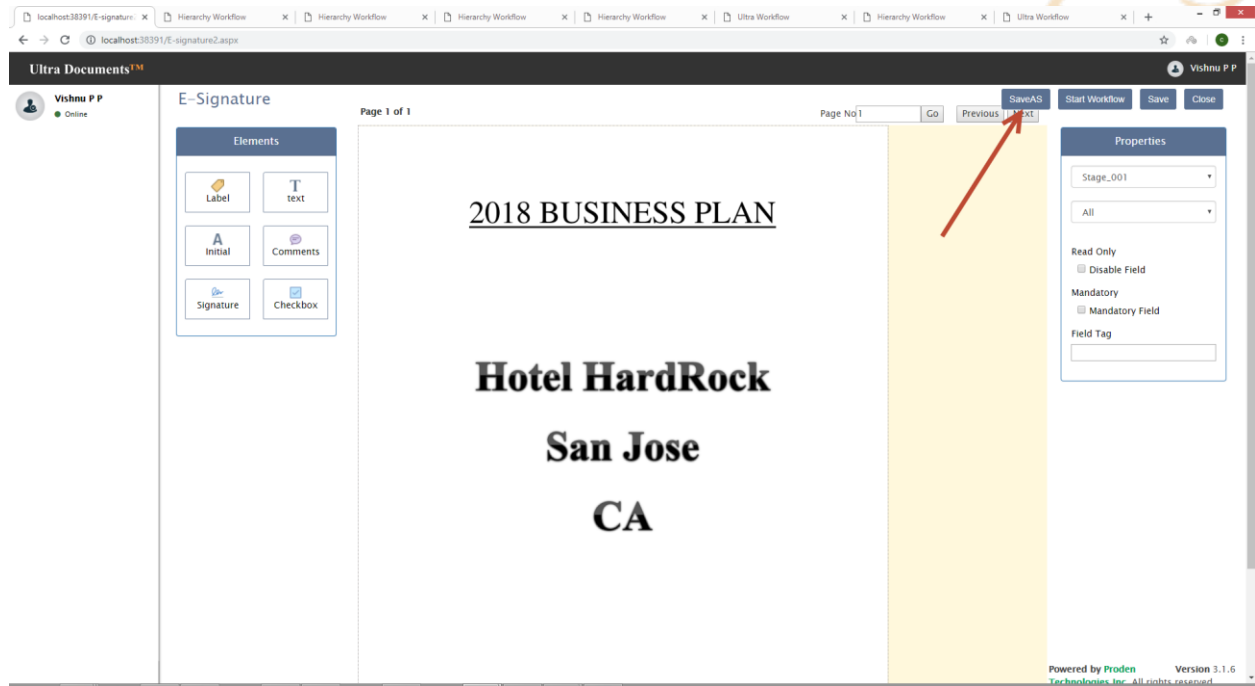 localhost:38391/E-signature
Hierarchy Workflow
Hierarchy Workflow
Hierarchy Workflow
Hierarchy Workflow
Ultra Workflow
Hierarchy Workflow
Ultra Workflow
localhost:38391/E-signature2.aspx
C
Ultra Documents™
Vishnu P P
Vishnu P P
Online
E-Signature
Page 1 of 1
Page No 1
Go
Previous
Next
SaveAS
Start Workflow
Save
Close
Elements
Label
T
text
A
Initial
Comments
Signature
Checkbox
2018 BUSINESS PLAN
Hotel HardRock
San Jose
CA
Properties
Stage_001
All
Read Only
Disable Field
Mandatory
Mandatory Field
Field Tag
Powered by Proden
Version 3.1.6
Technologies Inc. All rights reserved